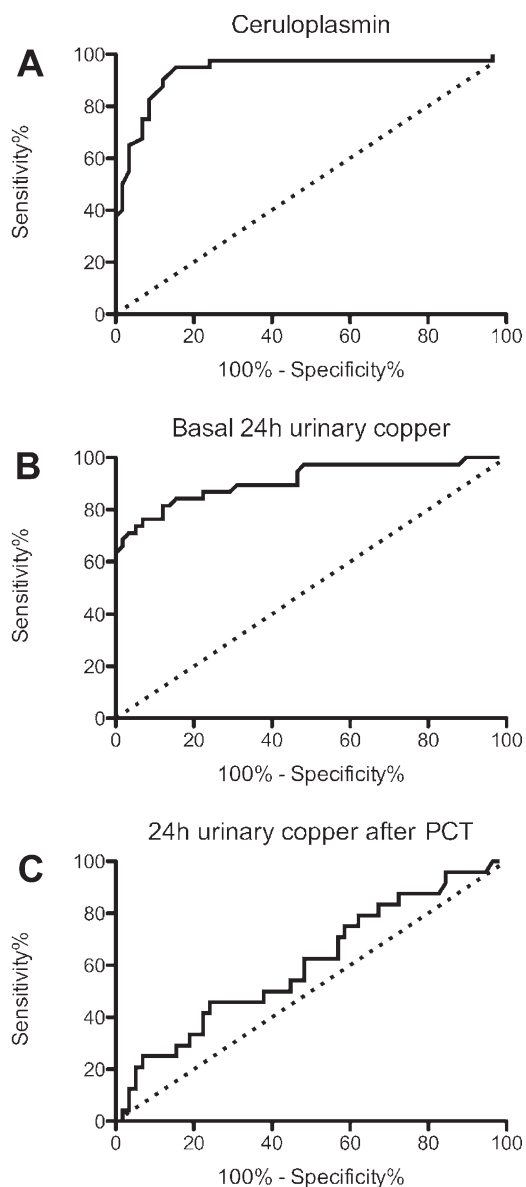 Ceruloplasmin
A
100
80
60
40
20
0
Sensitivity%
0 20 40 60 80 100
100% - Specificity%
Basal 24h urinary copper
B
100
80
60
40
20
0
Sensitivity%
0 20 40 60 80 100
100% - Specificity%
24h urinary copper after PCT
C
100
80
60
40
20
0
Sensitivity%
0 20 40 60 80 100
100% - Specificity%